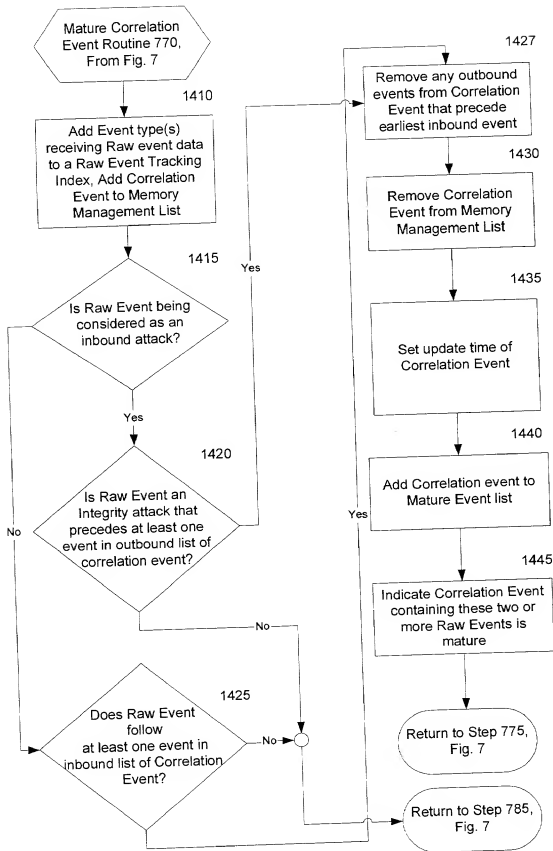 Mature Correlation
Event Routine 770,
From Fig. 7
1410
Add Event type(s)
receiving Raw event data
to a Raw Event Tracking
Index, Add Correlation
Event to Memory
Management List
1415
Is Raw Event being
considered as an
inbound attack?
Yes
1420
Is Raw Event an
Integrity attack that
precedes at least one
event in outbound list of
correlation event?
Yes
No
No
1425
Does Raw Event
follow
at least one event in
inbound list of Correlation
Event?
No
Yes
1427
Remove any outbound
events from Correlation
Event that precede
earliest inbound event
1430
Remove Correlation
Event from Memory
Management List
1435
Set update time of
Correlation Event
1440
Add Correlation event to
Mature Event list
1445
Indicate Correlation Event
containing these two or
more Raw Events is
mature
Return to Step 775,
Fig. 7
Return to Step 785,
Fig. 7